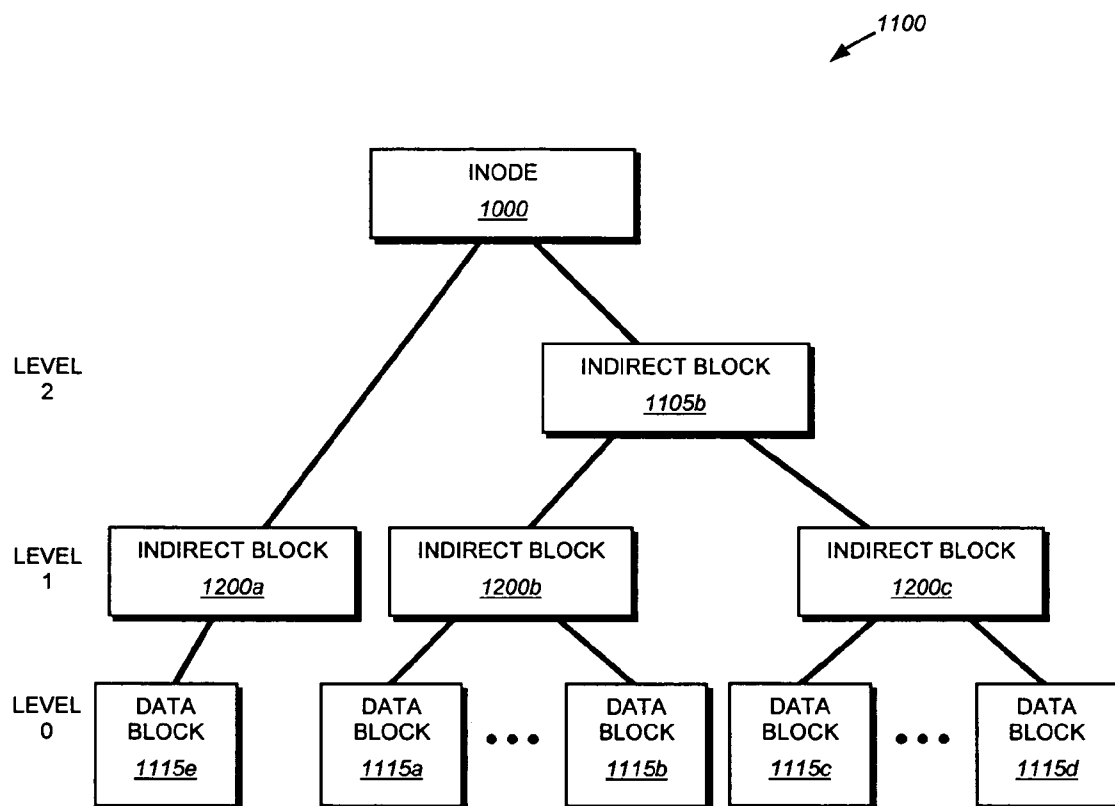 1100
INODE
1000
LEVEL
2
INDIRECT BLOCK
1105b
LEVEL
1
INDIRECT BLOCK
1200a
INDIRECT BLOCK
1200b
INDIRECT BLOCK
1200c
LEVEL
0
DATA
BLOCK
1115e
DATA
BLOCK
1115a
DATA
BLOCK
1115b
DATA
BLOCK
1115c
DATA
BLOCK
1115d